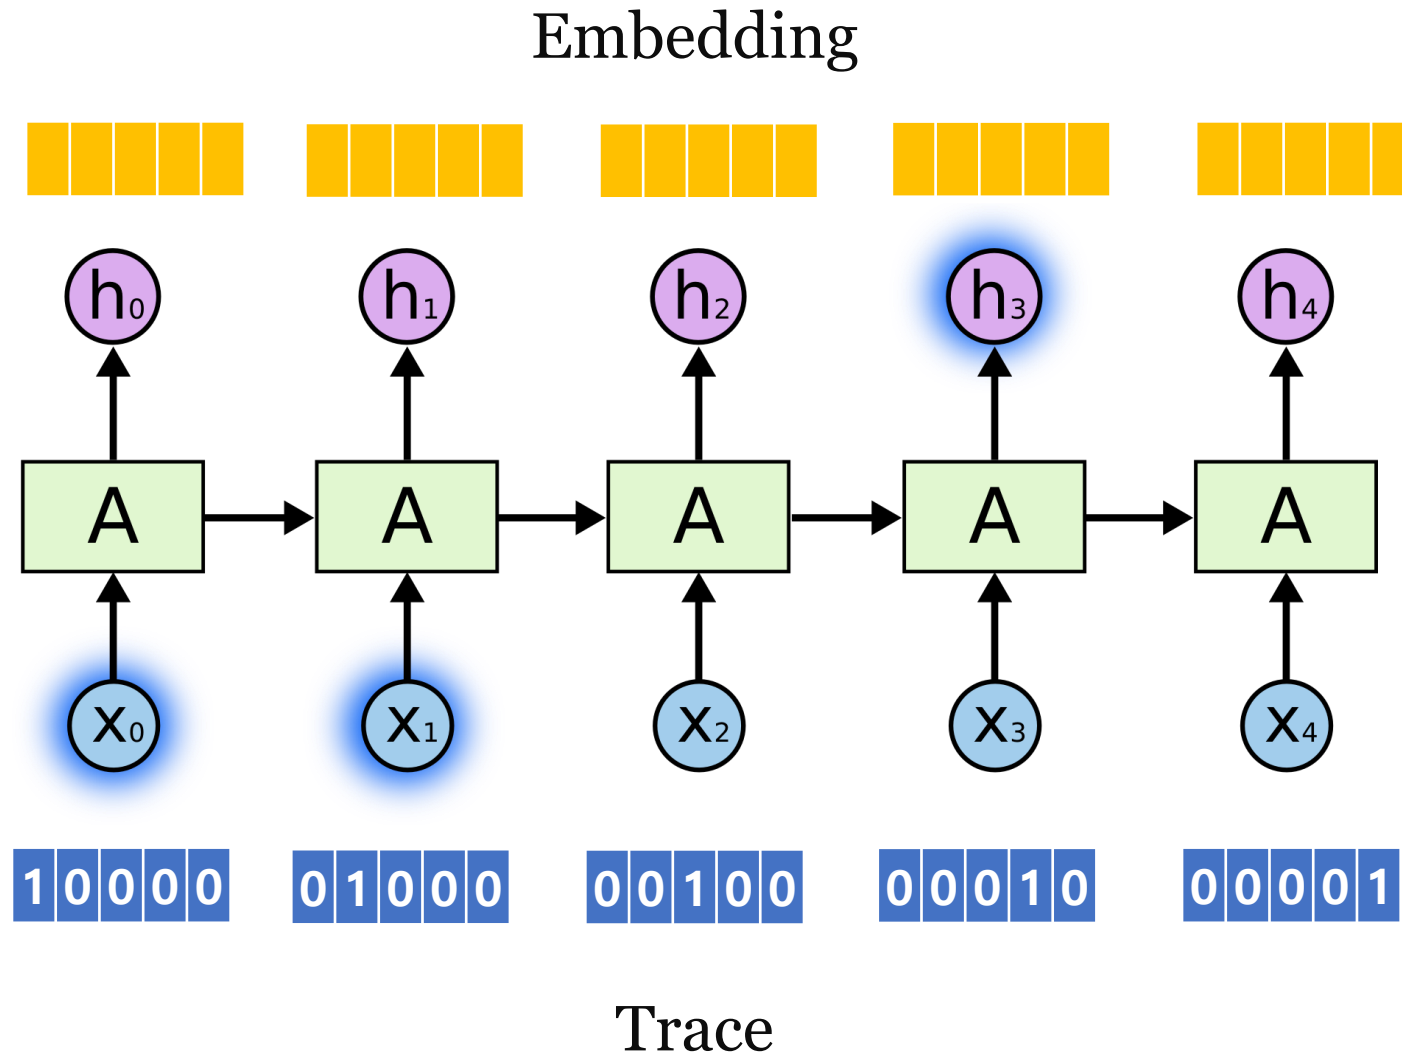 Embedding
h₀ h₁ h₂ h₃ h₄
A A A A A
x₀ x₁ x₂ x₃ x₄
1 0 0 0 0 0 1 0 0 0 0 0 1 0 0 0 0 0 1 0 0 0 0 0 1
Trace